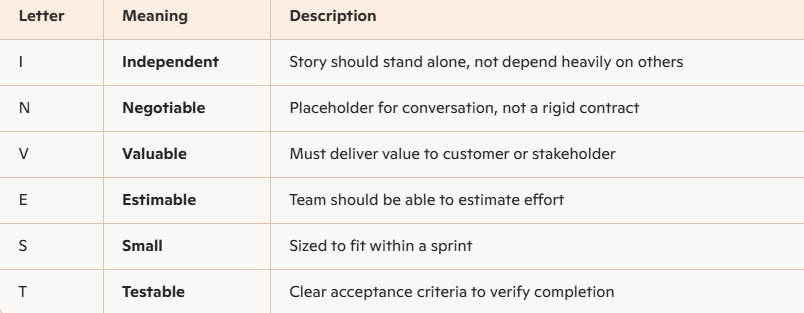 Letter Meaning Description
I Independent Story should stand alone, not depend heavily on others
N Negotiable Placeholder for conversation, not a rigid contract
V Valuable Must deliver value to customer or stakeholder
E Estimable Team should be able to estimate effort
S Small Sized to fit within a sprint
T Testable Clear acceptance criteria to verify completion